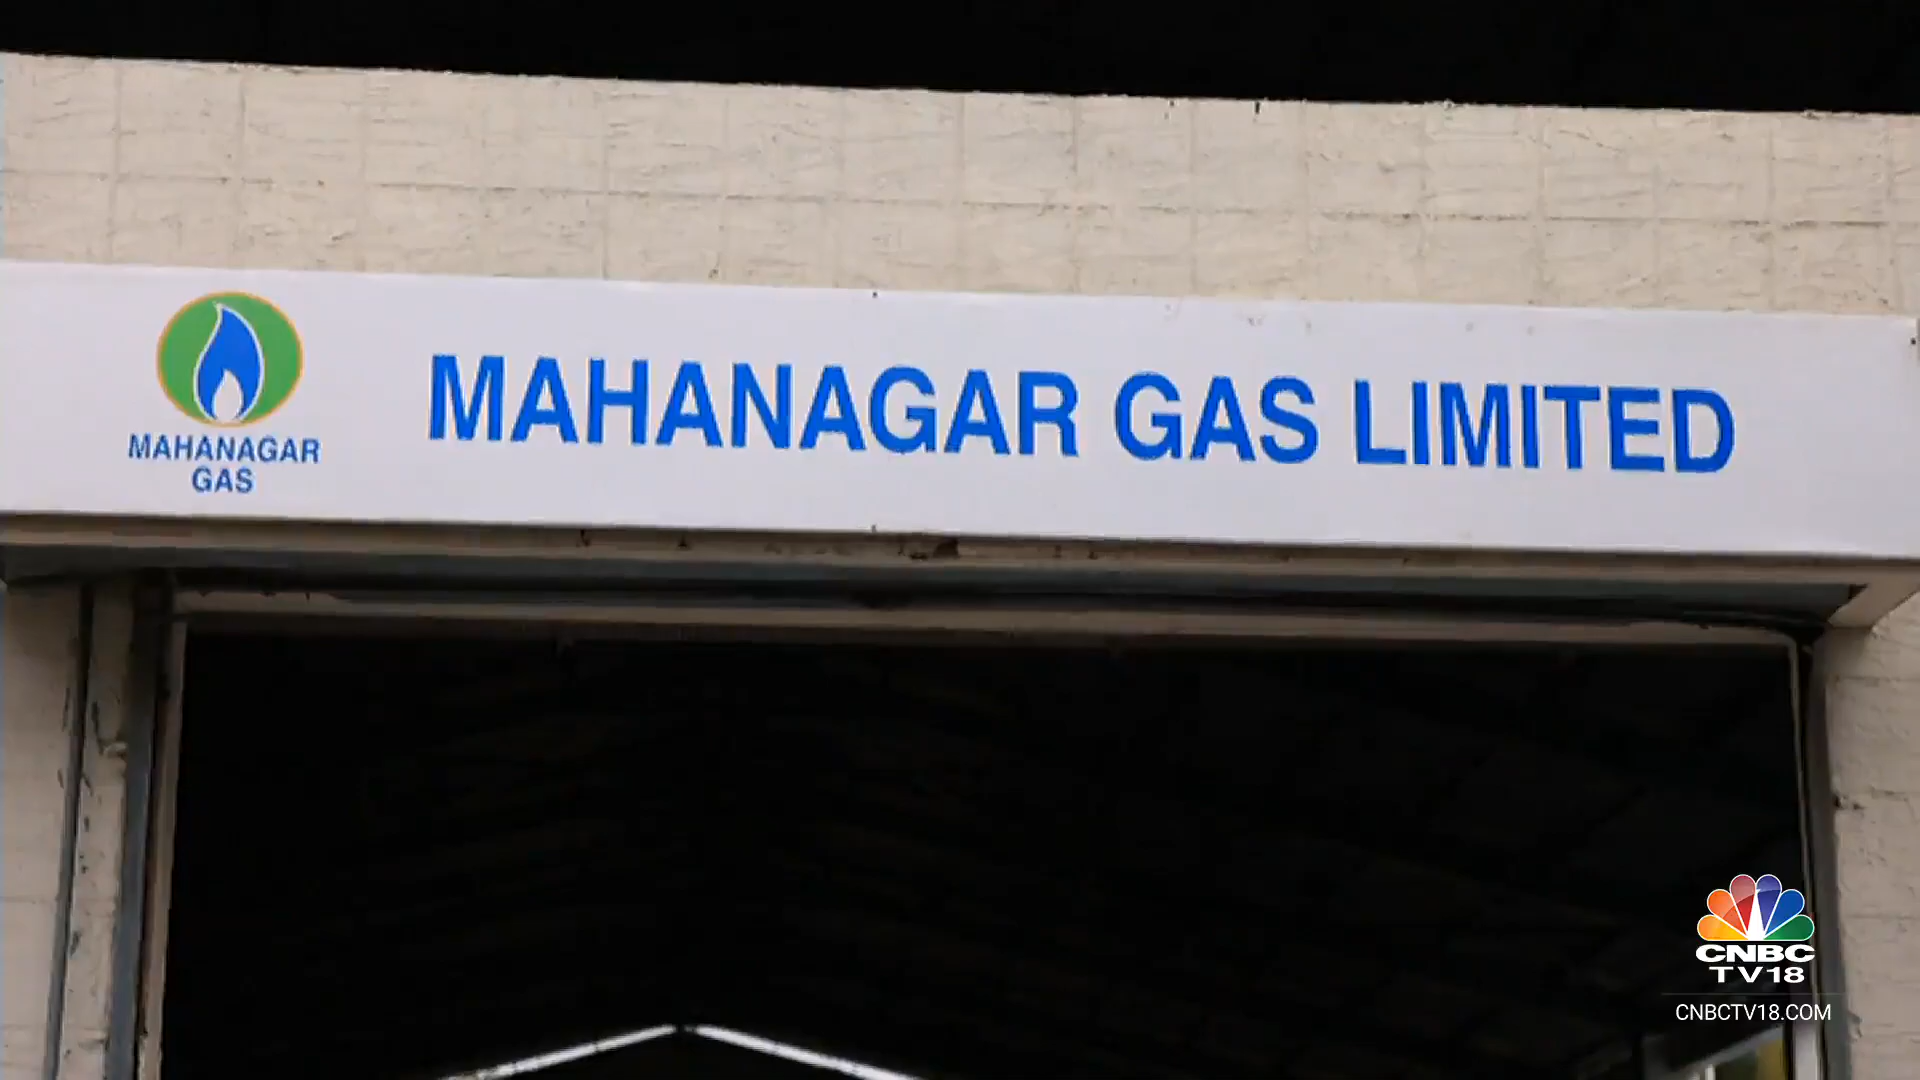 MAHANAGAR GAS LIMITED
MAHANAGAR
GAS
CNBC
TV18
CNBCTV18.COM